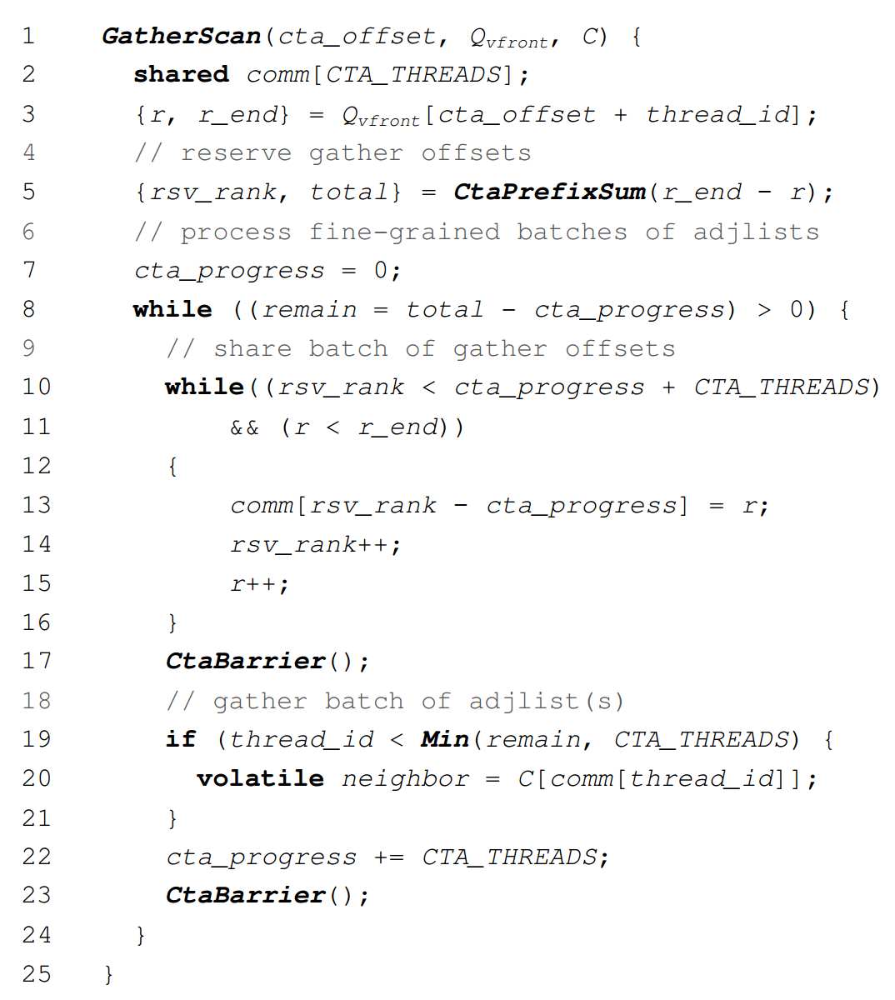 1 GatherScan(cta_offset, Qvfront, C) {
2 shared comm[CTA_THREADS];
3 {r, r_end} = Qvfront[cta_offset + thread_id];
4 // reserve gather offsets
5 {rsv_rank, total} = CtaPrefixSum(r_end - r);
6 // process fine-grained batches of adjlists
7 cta_progress = 0;
8 while ((remain = total - cta_progress) > 0) {
9 // share batch of gather offsets
10 while((rsv_rank < cta_progress + CTA_THREADS)
11 && (r < r_end))
12 {
13 comm[rsv_rank - cta_progress] = r;
14 rsv_rank++;
15 r++;
16 }
17 CtaBarrier();
18 // gather batch of adjlist(s)
19 if (thread_id < Min(remain, CTA_THREADS) {
20 volatile neighbor = C[comm[thread_id]];
21 }
22 cta_progress += CTA_THREADS;
23 CtaBarrier();
24 }
25 }